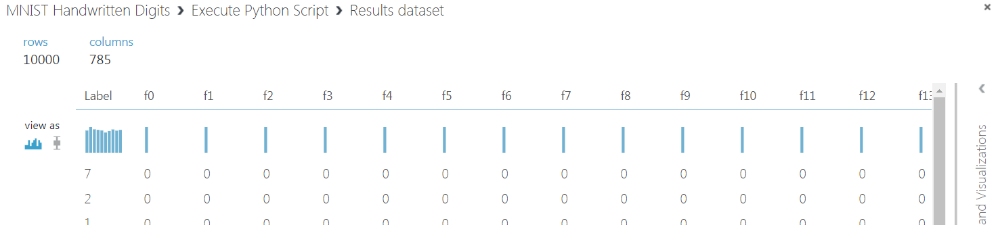 MNIST Handwritten Digits › Execute Python Script › Results dataset
rows columns
10000 785
Label f0 f1 f2 f3 f4 f5 f6 f7 f8 f9 f10 f11 f12 f13
view as
7 0 0 0 0 0 0 0 0 0 0 0 0 0 0
2 0 0 0 0 0 0 0 0 0 0 0 0 0 0
1 0 0 0 0 0 0 0 0 0 0 0 0 0 0
and Visualizations